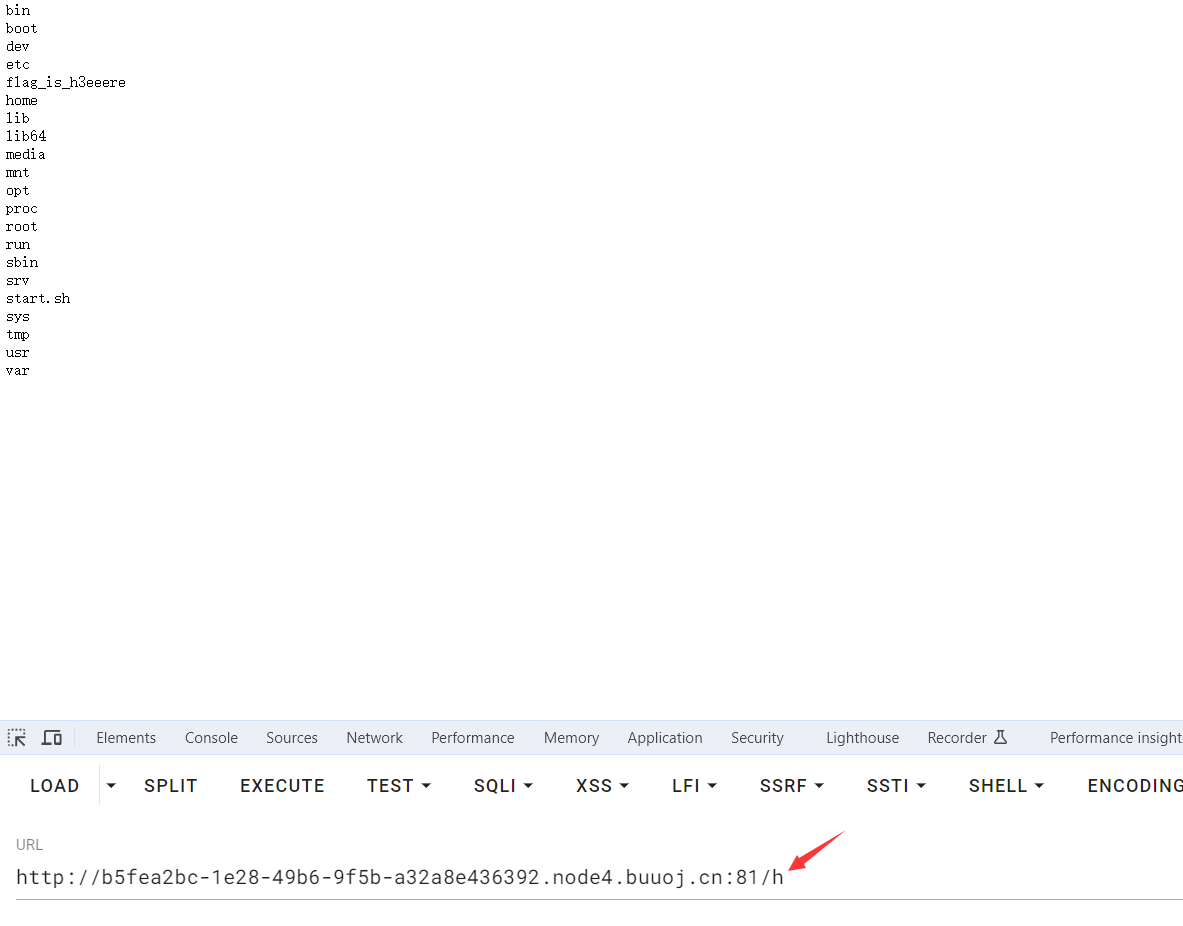 bin
boot
dev
etc
flag_is_h3eeere
home
lib
lib64
media
mnt
opt
proc
root
run
sbin
srv
start.sh
sys
tmp
usr
var
Elements Console Sources Network Performance Memory Application Security Lighthouse Recorder Performance insight
LOAD SPLIT EXECUTE TEST SQLI XSS LFI SSRF SSTI SHELL ENCODING
URL
http://b5fea2bc-1e28-49b6-9f5b-a32a8e436392.node4.buuoj.cn:81/h